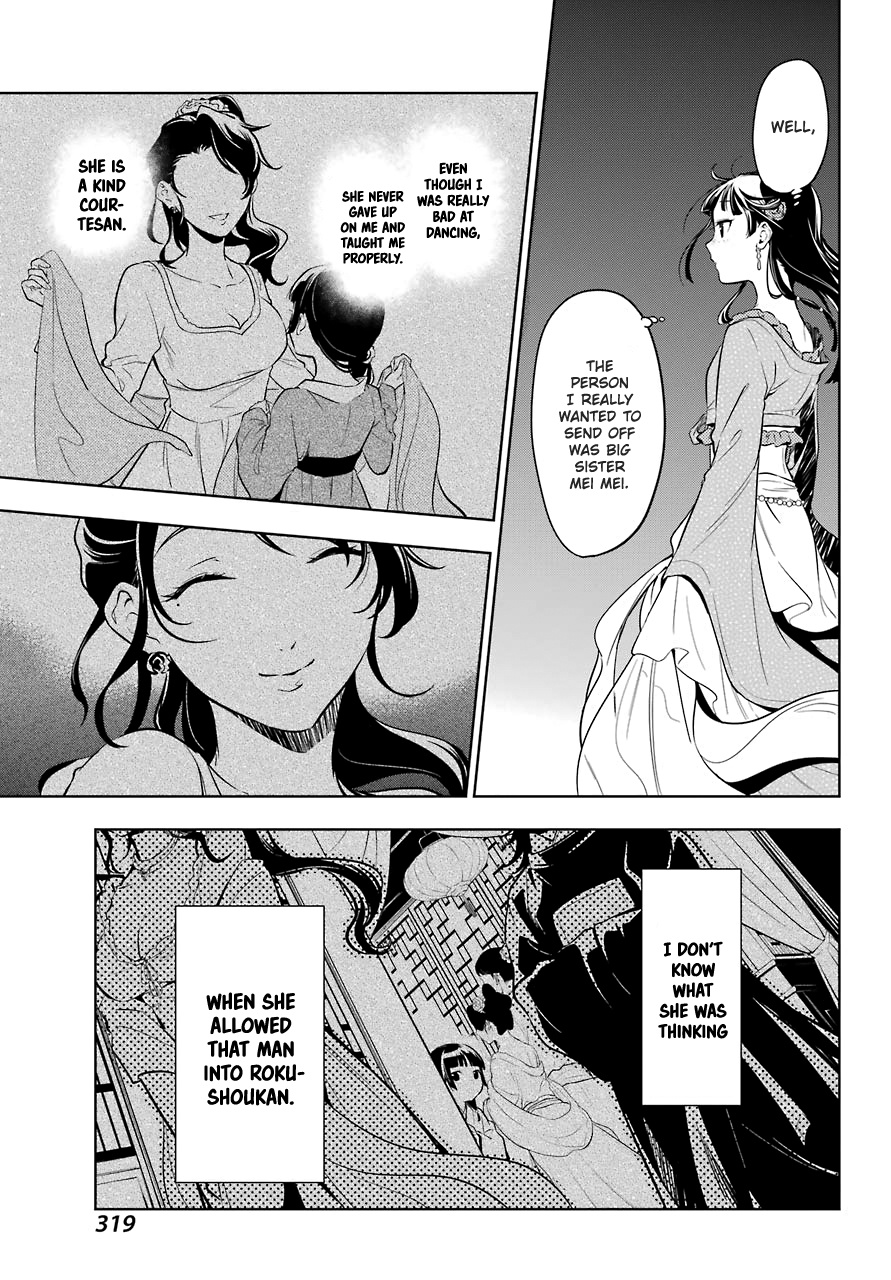 WELL,
THE
PERSON
I REALLY
WANTED TO
SEND OFF
WAS BIG
SISTER
MEI MEI.
EVEN
THOUGH I
WAS REALLY
BAD AT
DANCING,
SHE NEVER
GAVE UP
ON ME AND
TAUGHT ME
PROPERLY.
SHE IS
A KIND
COUR-
TESAN.
I DON'T
KNOW
WHAT
SHE WAS
THINKING
WHEN SHE
ALLOWED
THAT MAN
INTO ROKU-
SHOUKAN.
319